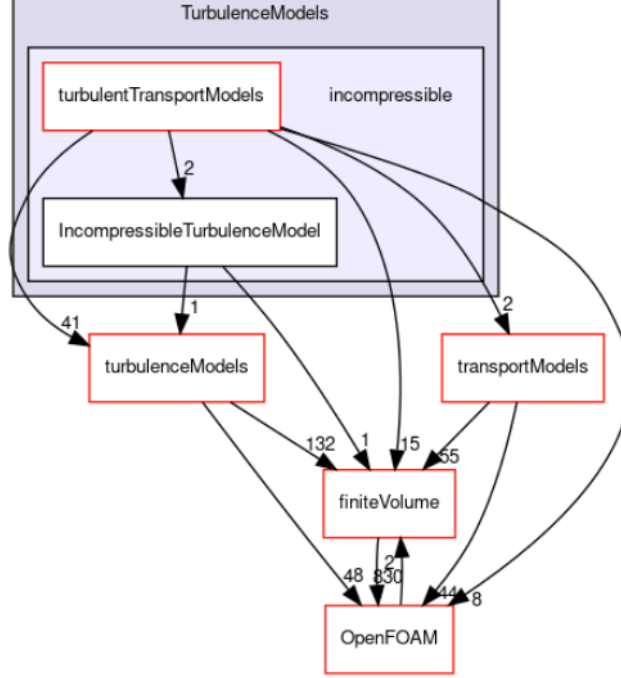 TurbulenceModels
turbulentTransportModels
incompressible
2
IncompressibleTurbulenceModel
41
1
2
turbulenceModels
transportModels
132
1
15
55
finiteVolume
2
48
830
44
8
OpenFOAM